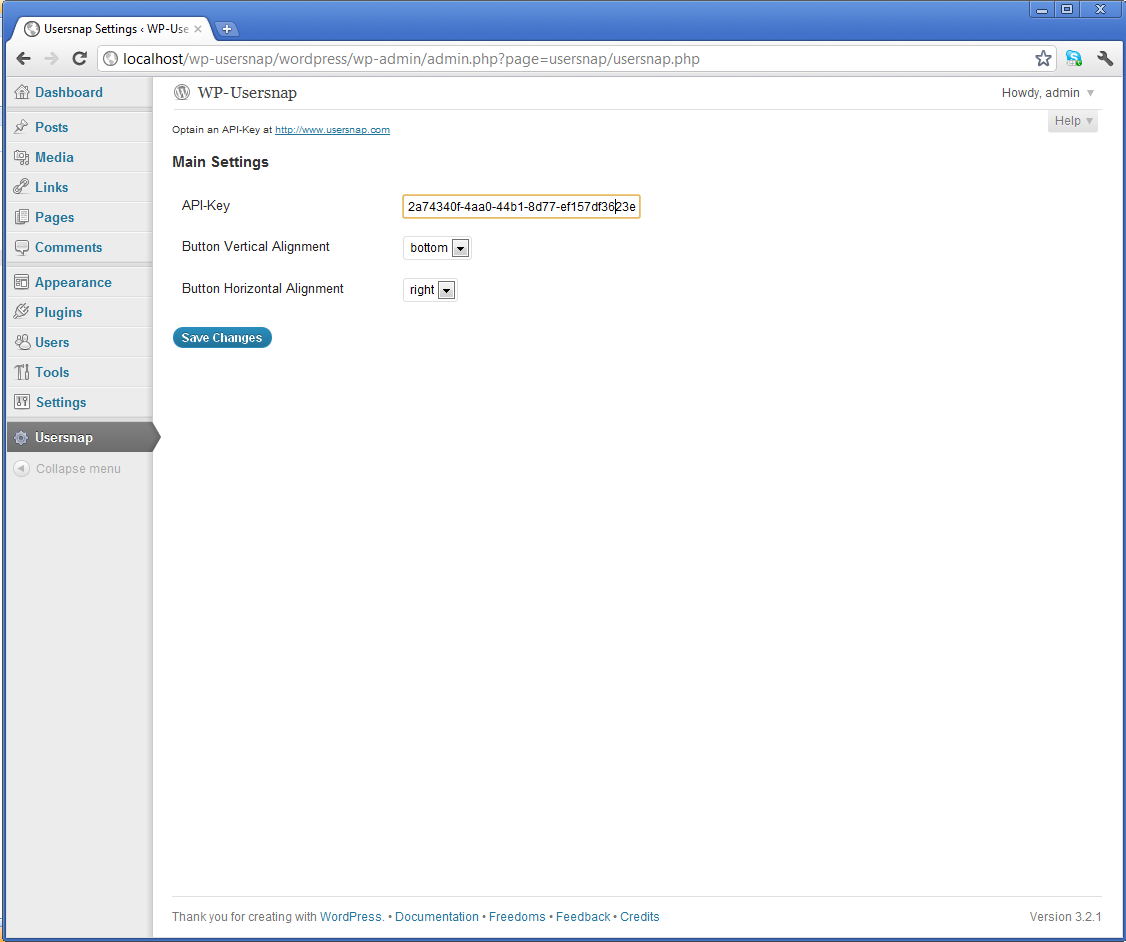 Usersnap Settings ‹ WP-Use
localhost/wp-usersnap/wordpress/wp-admin/admin.php?page=usersnap/usersnap.php
Dashboard
Posts
Media
Links
Pages
Comments
Appearance
Plugins
Users
Tools
Settings
Usersnap
Collapse menu
WP-Usersnap
Howdy, admin
Help
Optain an API-Key at http://www.usersnap.com
Main Settings
API-Key 2a74340f-4aa0-44b1-8d77-ef157df3623e
Button Vertical Alignment bottom
Button Horizontal Alignment right
Save Changes
Thank you for creating with WordPress. • Documentation • Freedoms • Feedback • Credits
Version 3.2.1